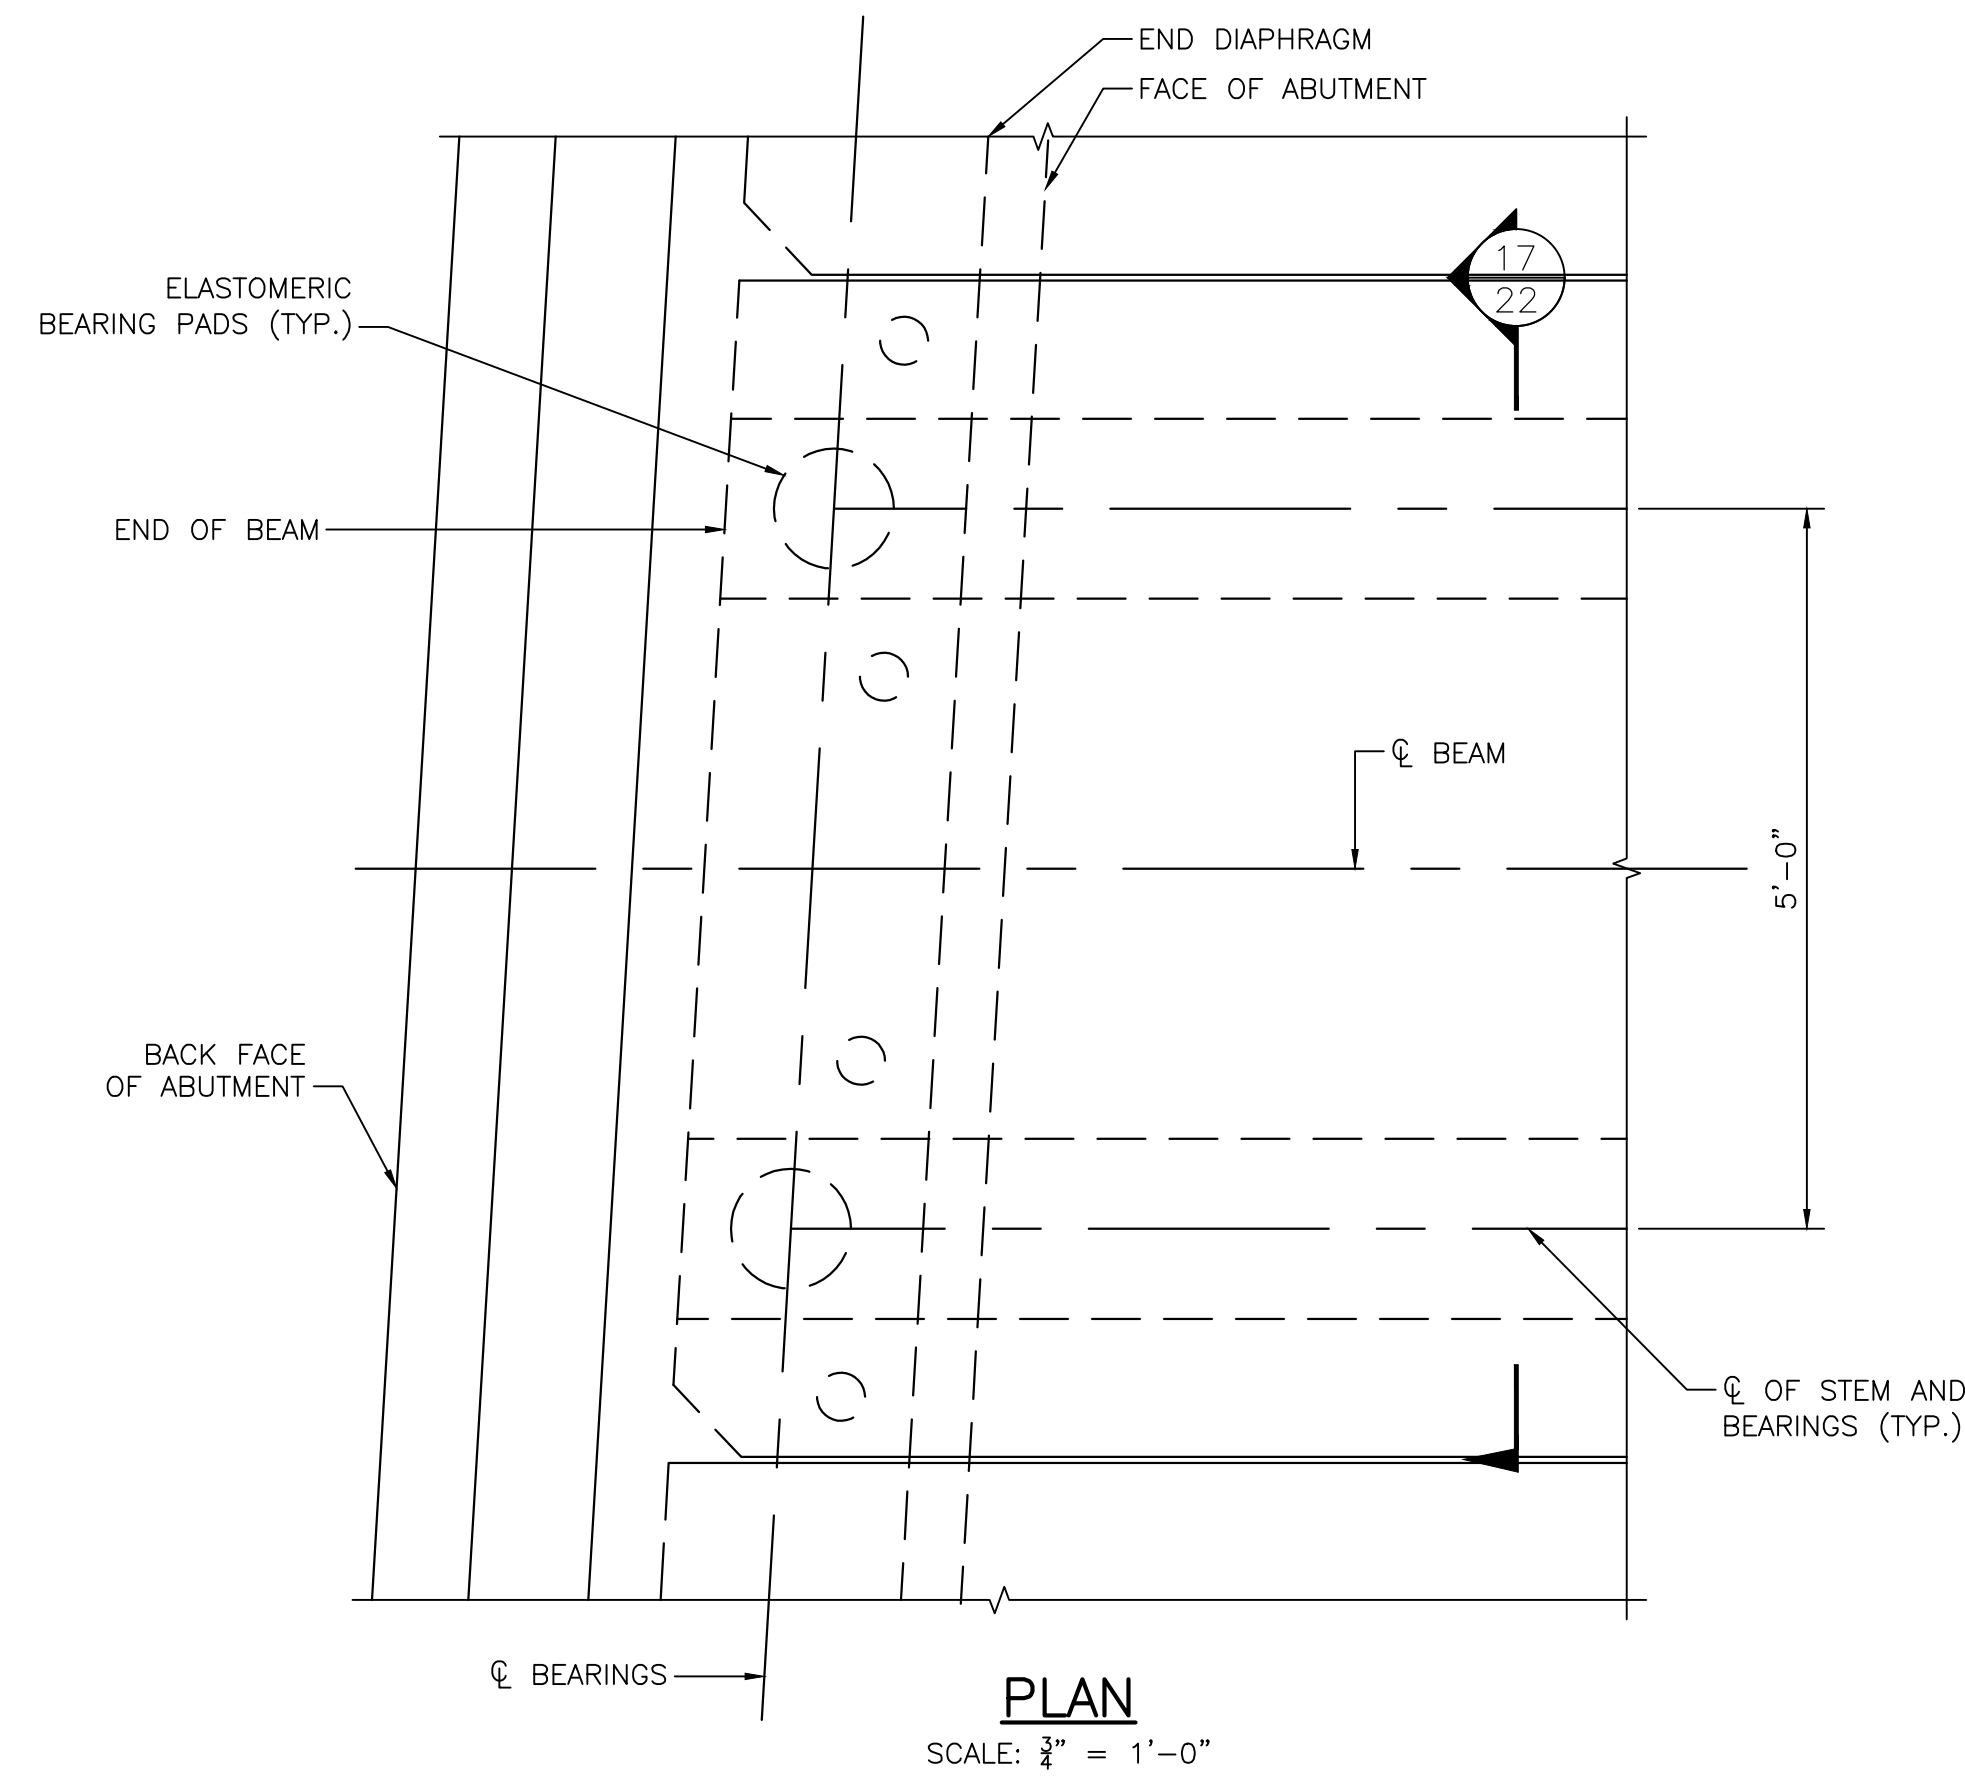 END DIAPHRAGM
FACE OF ABUTMENT
17
22
ELASTOMERIC
BEARING PADS (TYP.)
END OF BEAM
℄ BEAM
5'-0"
BACK FACE
OF ABUTMENT
℄ OF STEM AND
BEARINGS (TYP.)
℄ BEARINGS
PLAN
SCALE: ¾" = 1'-0"